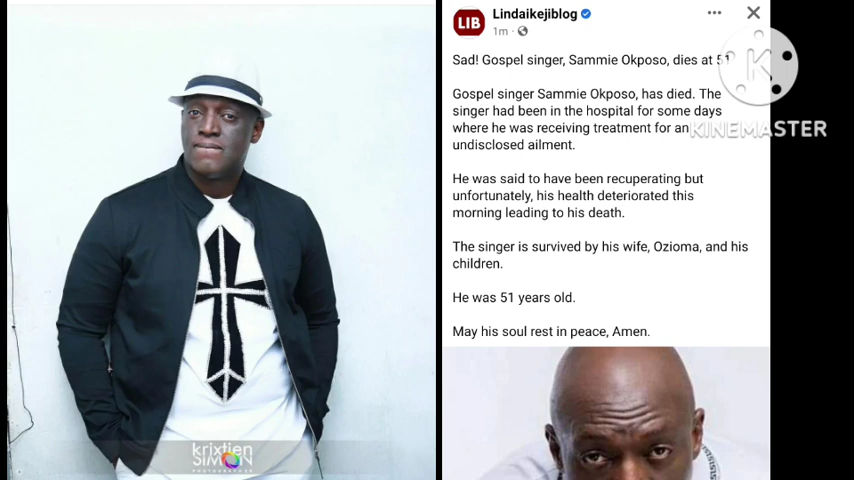 krixtien
SIMON
PHOTOGRAPHER
LIB
Lindaikejiblog
1m
Sad! Gospel singer, Sammie Okposo, dies at 51
Gospel singer Sammie Okposo, has died. The
singer had been in the hospital for some days
where he was receiving treatment for an
undisclosed ailment.
He was said to have been recuperating but
unfortunately, his health deteriorated this
morning leading to his death.
The singer is survived by his wife, Ozioma, and his
children.
He was 51 years old.
May his soul rest in peace, Amen.
K
KINEMASTER